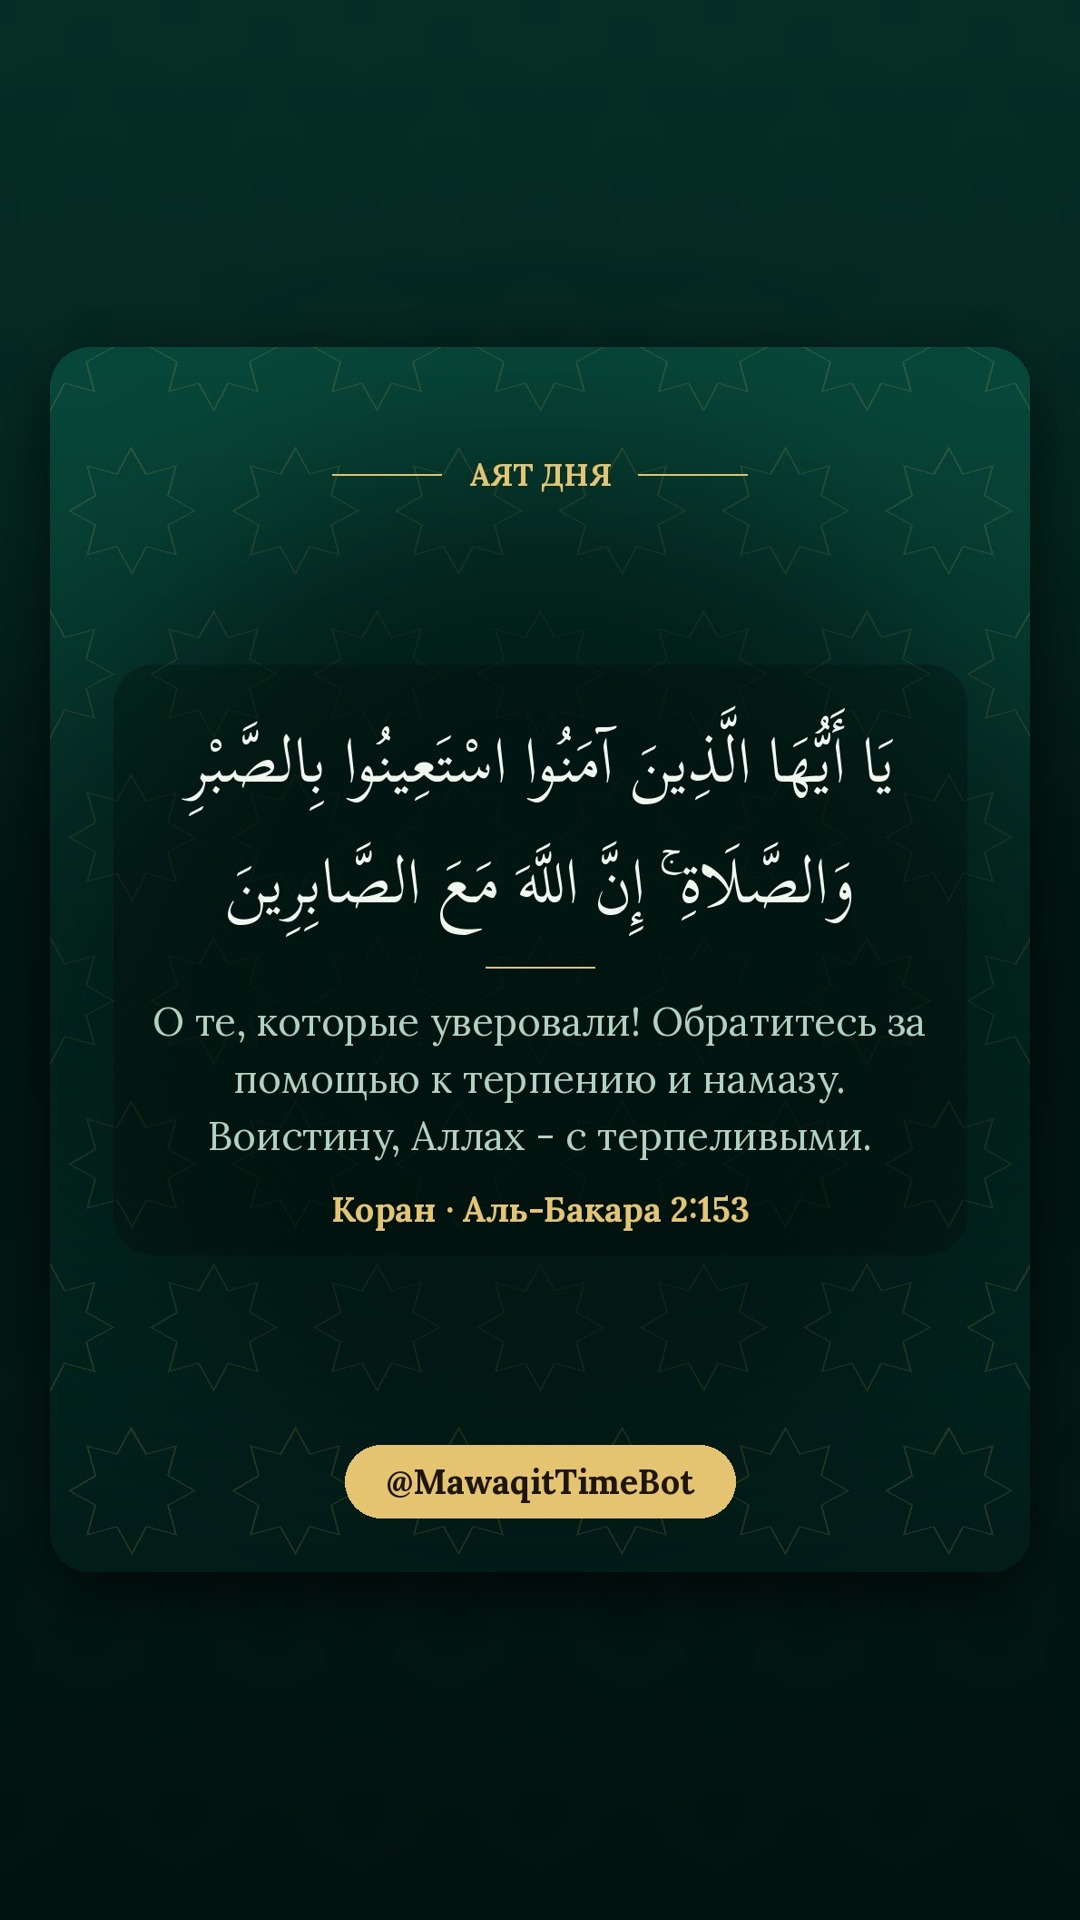 АЯТ ДНЯ
يَا أَيُّهَا الَّذِينَ آمَنُوا اسْتَعِينُوا بِالصَّبْرِ
وَالصَّلَاةِ ۚ إِنَّ اللَّهَ مَعَ الصَّابِرِينَ
О те, которые уверовали! Обратитесь за
помощью к терпению и намазу.
Воистину, Аллах - с терпеливыми.
Коран · Аль-Бакара 2:153
@MawaqitTimeBot